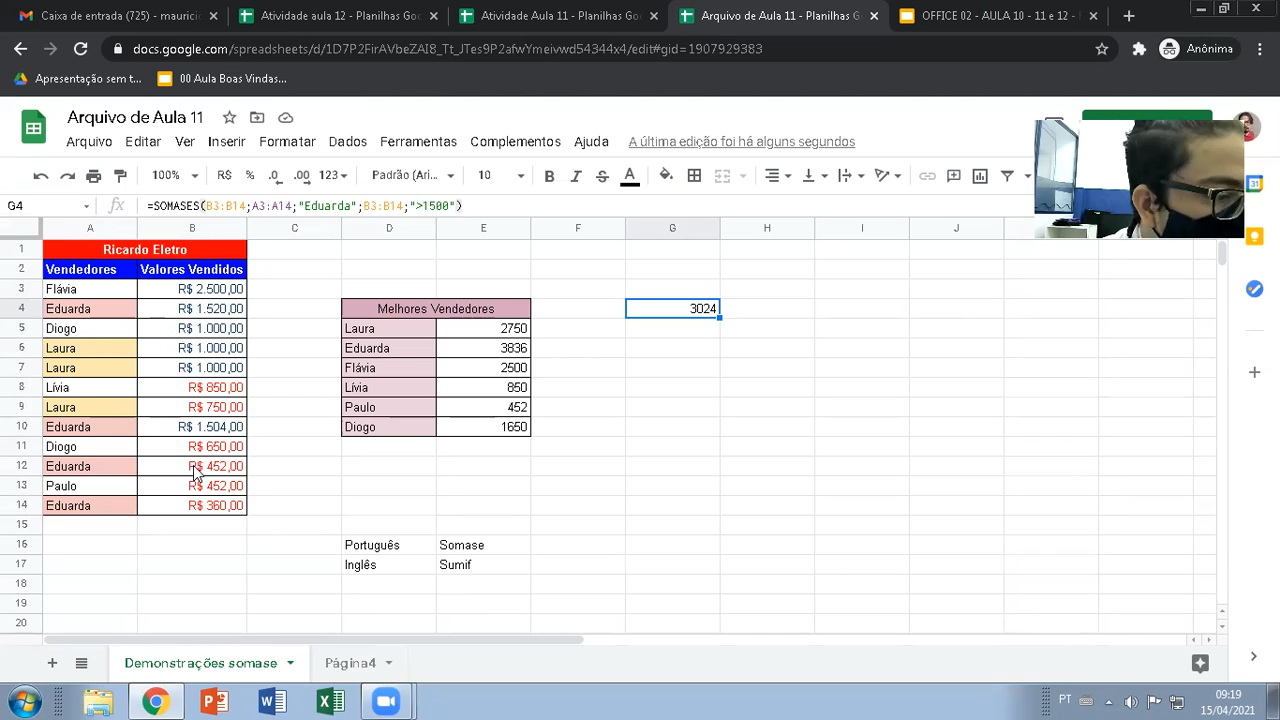 Caixa de entrada (725) - maurici
Atividade aula 12 - Planilhas Goo
Atividade Aula 11 - Planilhas G
Arquivo de Aula 11 - Planilhas G
OFFICE 02 - AULA 10 - 11 e 12 -
docs.google.com/spreadsheets/d/1D7P2FirAVbeZAI8_Tt_JTes9P2afwYmeivwd54344x4/edit#gid=1907929383
Anônima
Apresentação sem t...
00 Aula Boas Vindas...
Arquivo de Aula 11
Arquivo Editar Ver Inserir Formatar Dados Ferramentas Complementos Ajuda A última edição foi há alguns segundos
100% R$ % .0 .00 123 Padrão (Ari... 10 B I S A
G4 fx =SOMASES(B3:B14;A3:A14;"Eduarda";B3:B14;">1500")
A B C D E F G H I J
1 Ricardo Eletro
2 Vendedores Valores Vendidos
3 Flávia R$ 2.500,00
4 Eduarda R$ 1.520,00 Melhores Vendedores 3024
5 Diogo R$ 1.000,00 Laura 2750
6 Laura R$ 1.000,00 Eduarda 3836
7 Laura R$ 1.000,00 Flávia 2500
8 Lívia R$ 850,00 Lívia 850
9 Laura R$ 750,00 Paulo 452
10 Eduarda R$ 1.504,00 Diogo 1650
11 Diogo R$ 650,00
12 Eduarda R$ 452,00
13 Paulo R$ 452,00
14 Eduarda R$ 360,00
15
16 Português Somase
17 Inglês Sumif
18
19
20
Demonstrações somase
Página4
PT
09:19
15/04/2021